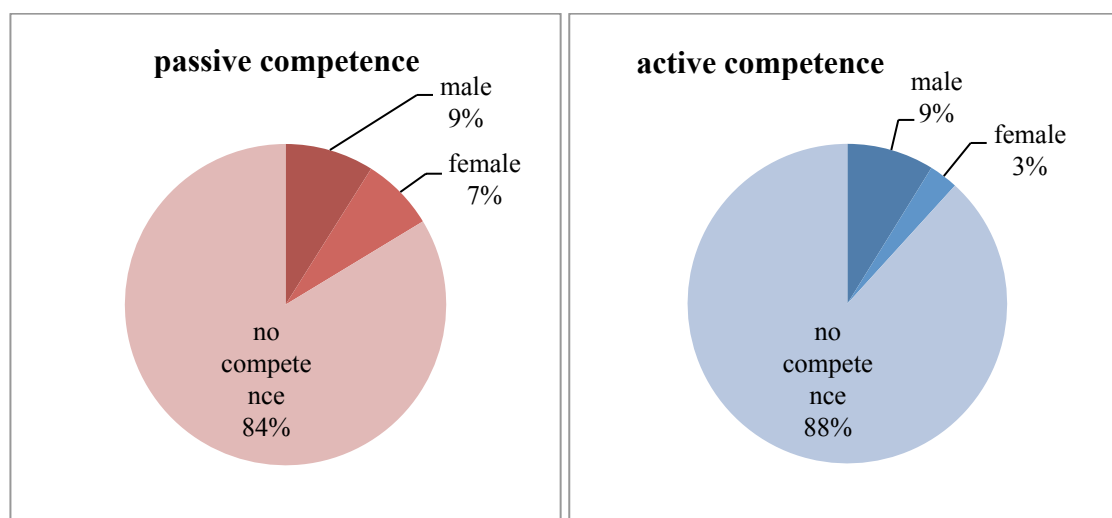 passive competence
male
9%
female
7%
no
compete
nce
84%
active competence
male
9%
female
3%
no
compete
nce
88%